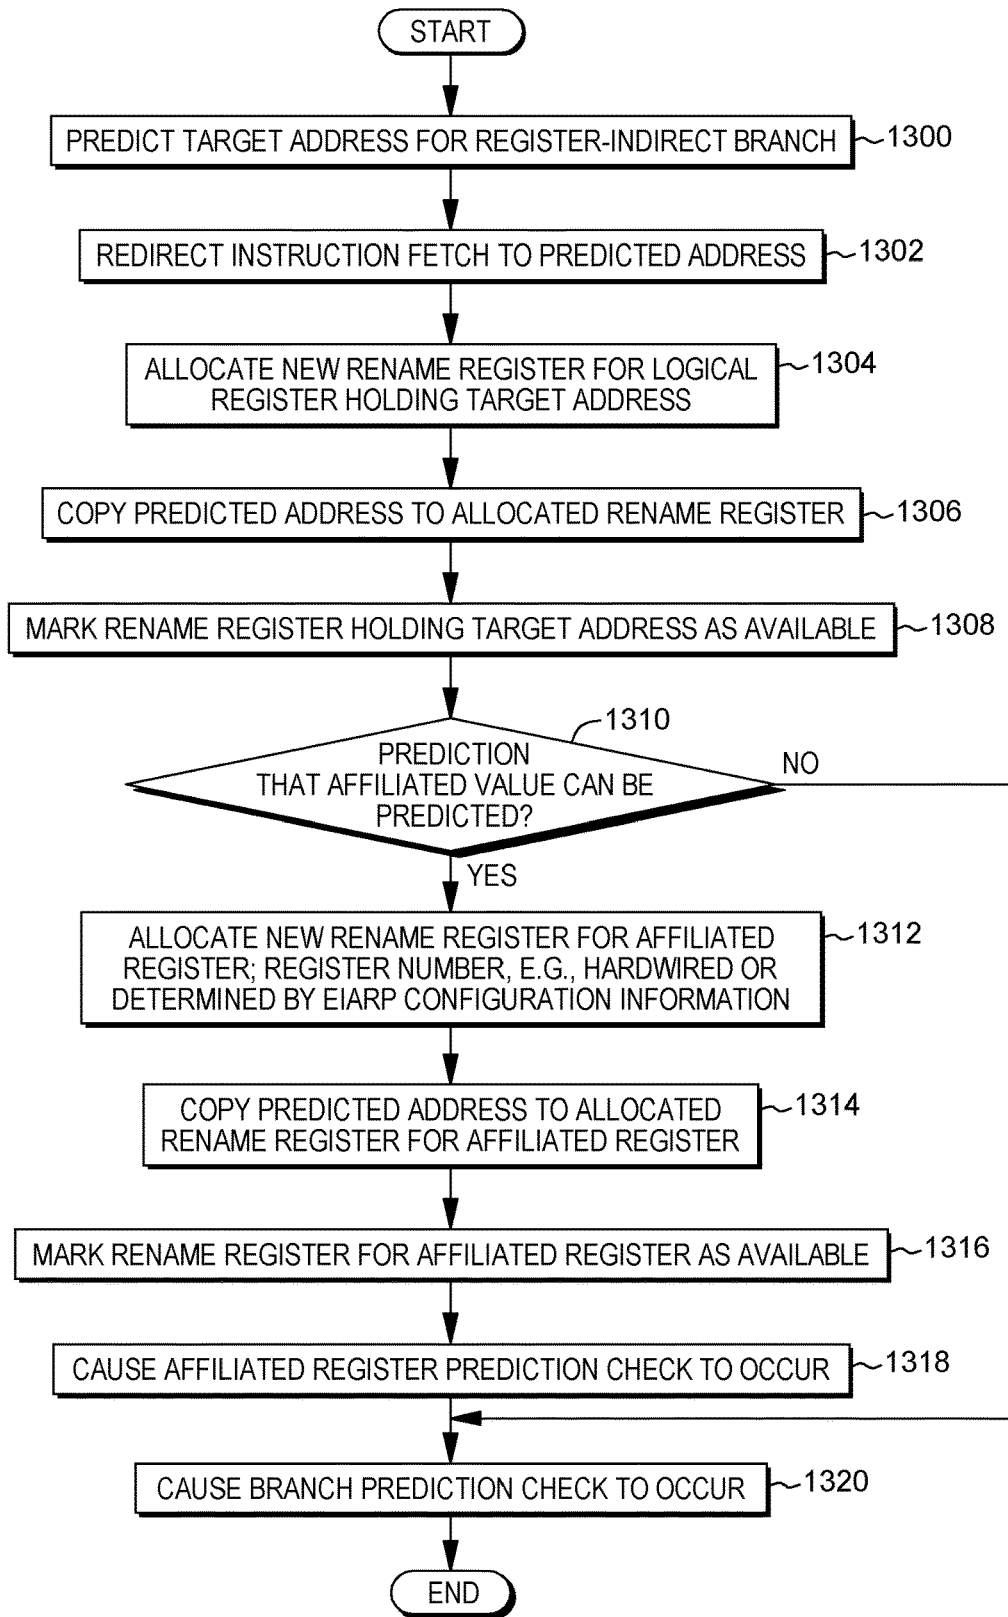 START
PREDICT TARGET ADDRESS FOR REGISTER-INDIRECT BRANCH
1300
REDIRECT INSTRUCTION FETCH TO PREDICTED ADDRESS
1302
ALLOCATE NEW RENAME REGISTER FOR LOGICAL
REGISTER HOLDING TARGET ADDRESS
1304
COPY PREDICTED ADDRESS TO ALLOCATED RENAME REGISTER
1306
MARK RENAME REGISTER HOLDING TARGET ADDRESS AS AVAILABLE
1308
1310
PREDICTION
THAT AFFILIATED VALUE CAN BE
PREDICTED?
NO
YES
ALLOCATE NEW RENAME REGISTER FOR AFFILIATED
REGISTER; REGISTER NUMBER, E.G., HARDWIRED OR
DETERMINED BY EIARP CONFIGURATION INFORMATION
1312
COPY PREDICTED ADDRESS TO ALLOCATED
RENAME REGISTER FOR AFFILIATED REGISTER
1314
MARK RENAME REGISTER FOR AFFILIATED REGISTER AS AVAILABLE
1316
CAUSE AFFILIATED REGISTER PREDICTION CHECK TO OCCUR
1318
CAUSE BRANCH PREDICTION CHECK TO OCCUR
1320
END